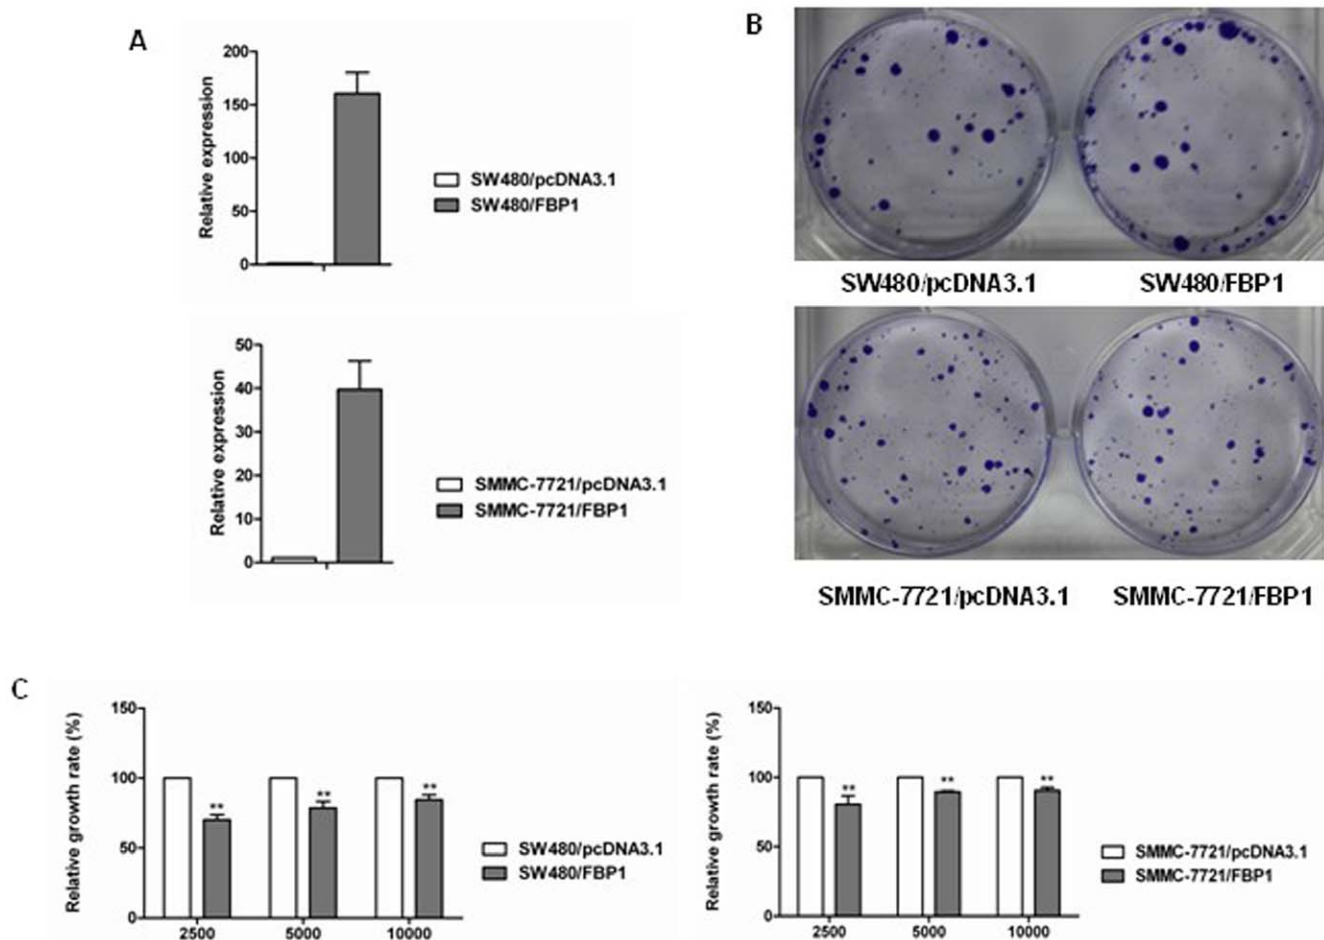 A
200
150
100
50
0
Relative expression
SW480/pcDNA3.1
SW480/FBP1
50
40
30
20
10
0
Relative expression
SMMC-7721/pcDNA3.1
SMMC-7721/FBP1
B
SW480/pcDNA3.1 SW480/FBP1
SMMC-7721/pcDNA3.1 SMMC-7721/FBP1
C
150
100
50
0
Relative growth rate (%)
** ** **
2500 5000 10000
SW480/pcDNA3.1
SW480/FBP1
150
100
50
0
Relative growth rate (%)
** ** **
2500 5000 10000
SMMC-7721/pcDNA3.1
SMMC-7721/FBP1